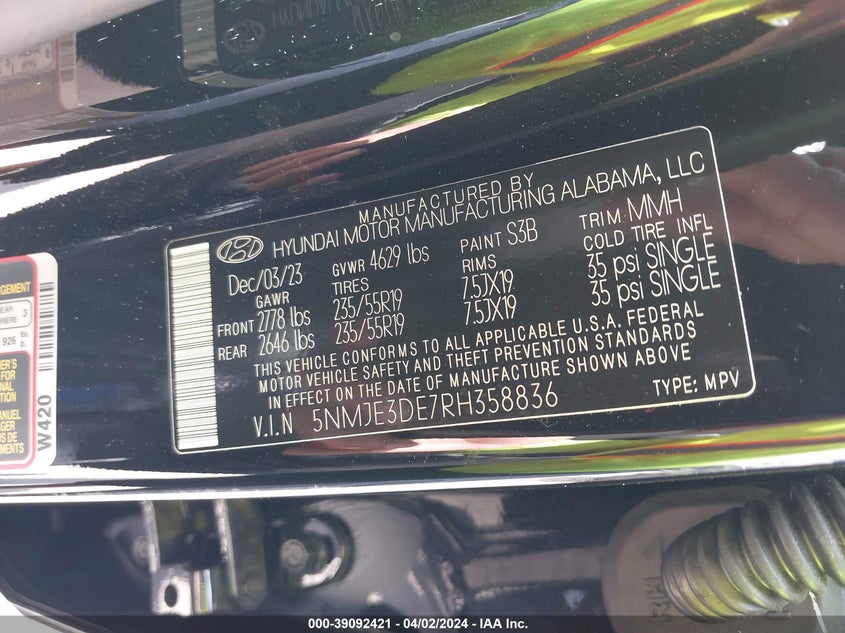 MANUFACTURED BY
HYUNDAI MOTOR MANUFACTURING ALABAMA, LLC
Dec/03/23 GVWR 4629 lbs PAINT S3B TRIM MMH
GAWR TIRES RIMS COLD TIRE INFL
FRONT 2778 lbs 235/55R19 7.5JX19 35 psi SINGLE
REAR 2646 lbs 235/55R19 7.5JX19 35 psi SINGLE
THIS VEHICLE CONFORMS TO ALL APPLICABLE U.S.A. FEDERAL
MOTOR VEHICLE SAFETY AND THEFT PREVENTION STANDARDS
IN EFFECT ON THE DATE OF MANUFACTURE SHOWN ABOVE
V.I.N 5NMJE3DE7RH358836 TYPE: MPV
3
926
W420
RH
000-39092421 - 04/02/2024 - IAA Inc.